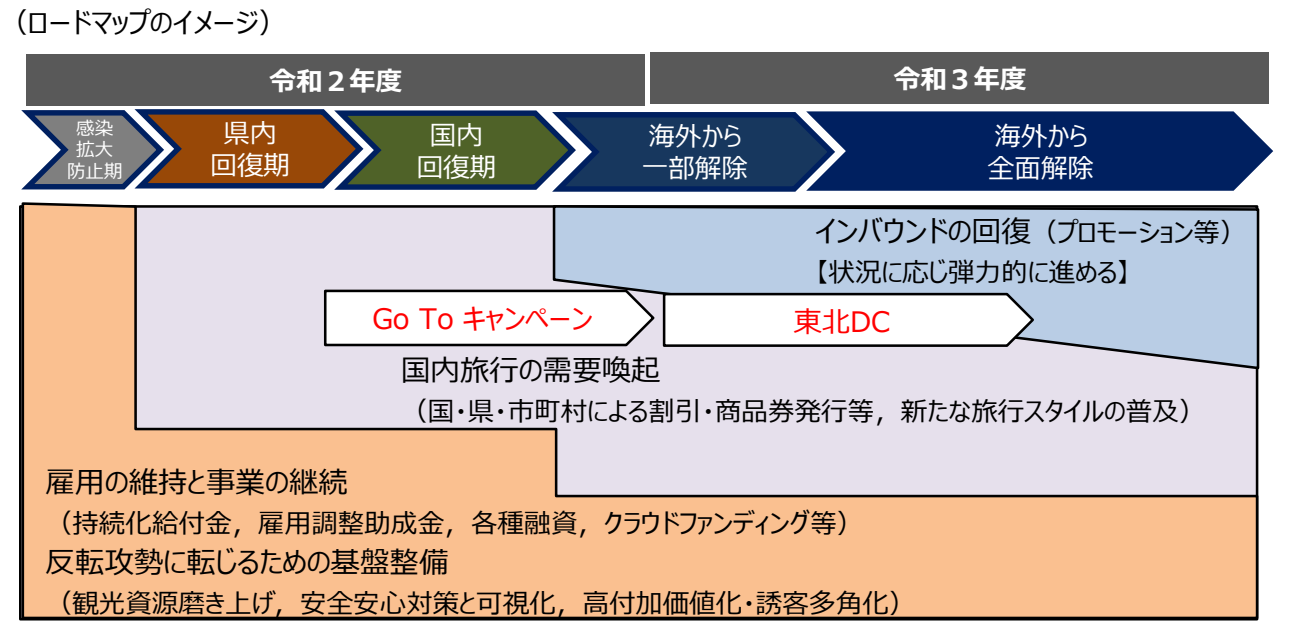 （ロードマップのイメージ）
令和２年度
令和３年度
感染
拡大
防止期
県内
回復期
国内
回復期
海外から
一部解除
海外から
全面解除
インバウンドの回復（プロモーション等）
【状況に応じ弾力的に進める】
Go To キャンペーン
東北DC
国内旅行の需要喚起
（国・県・市町村による割引・商品券発行等，新たな旅行スタイルの普及）
雇用の維持と事業の継続
（持続化給付金，雇用調整助成金，各種融資，クラウドファンディング等）
反転攻勢に転じるための基盤整備
（観光資源磨き上げ，安全安心対策と可視化，高付加価値化・誘客多角化）